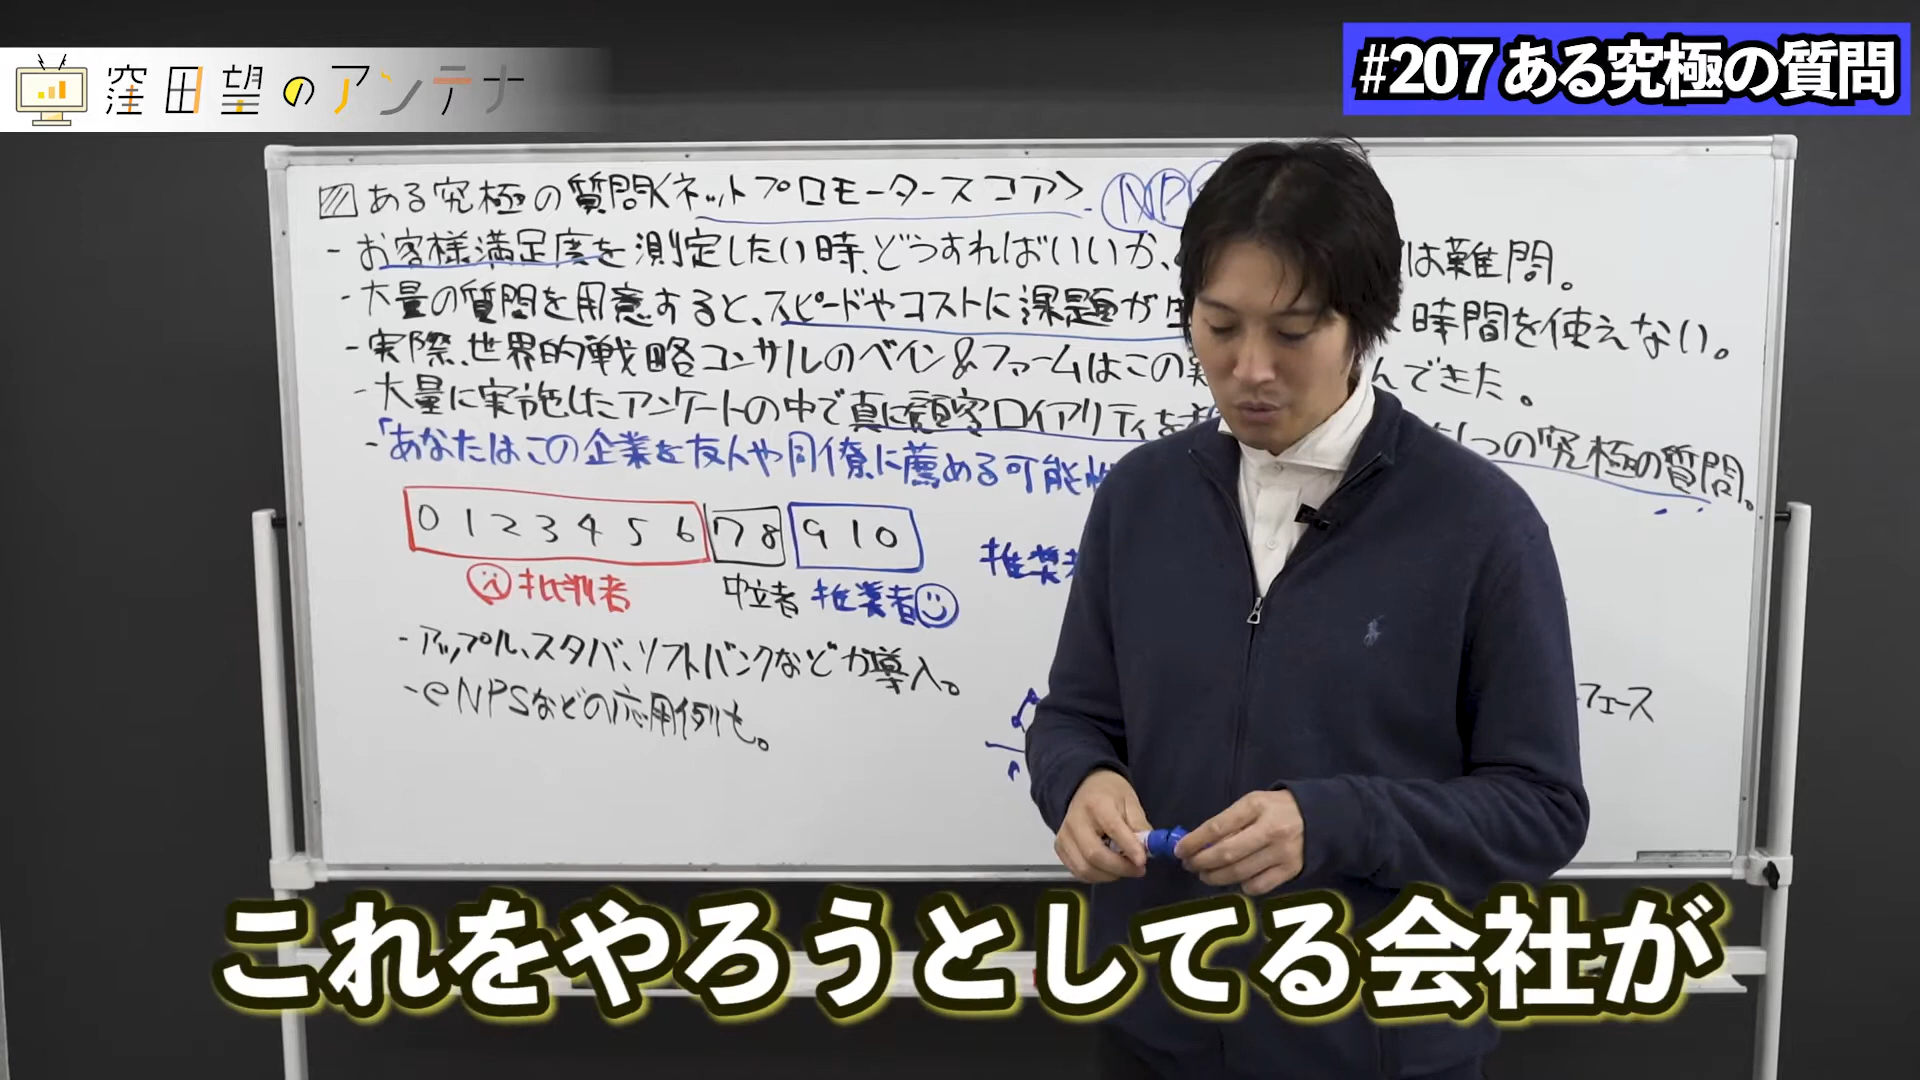 窪田望のアンテナ
#207 ある究極の質問
ある究極の質問〈ネットプロモータースコア〉 NP
- お客様満足度を測定したい時、どうすればいいか、 は難問。
- 大量の質問を用意すると、スピードやコストに課題が 時間を使えない。
- 実際、世界的戦略コンサルのベイン&ファームはこの んできた。
- 大量に実施したアンケートの中で真に顧客ロイアリティを 1つの究極の質問。
- 「あなたはこの企業を友人や同僚に薦める可能性
0 1 2 3 4 5 6 7 8 9 10
批判者 中立者 推奨者
推奨
- アップル、スタバ、ソフトバンクなどが導入。
- eNPSなどの応用例も。
フェース
これをやろうとしてる会社が